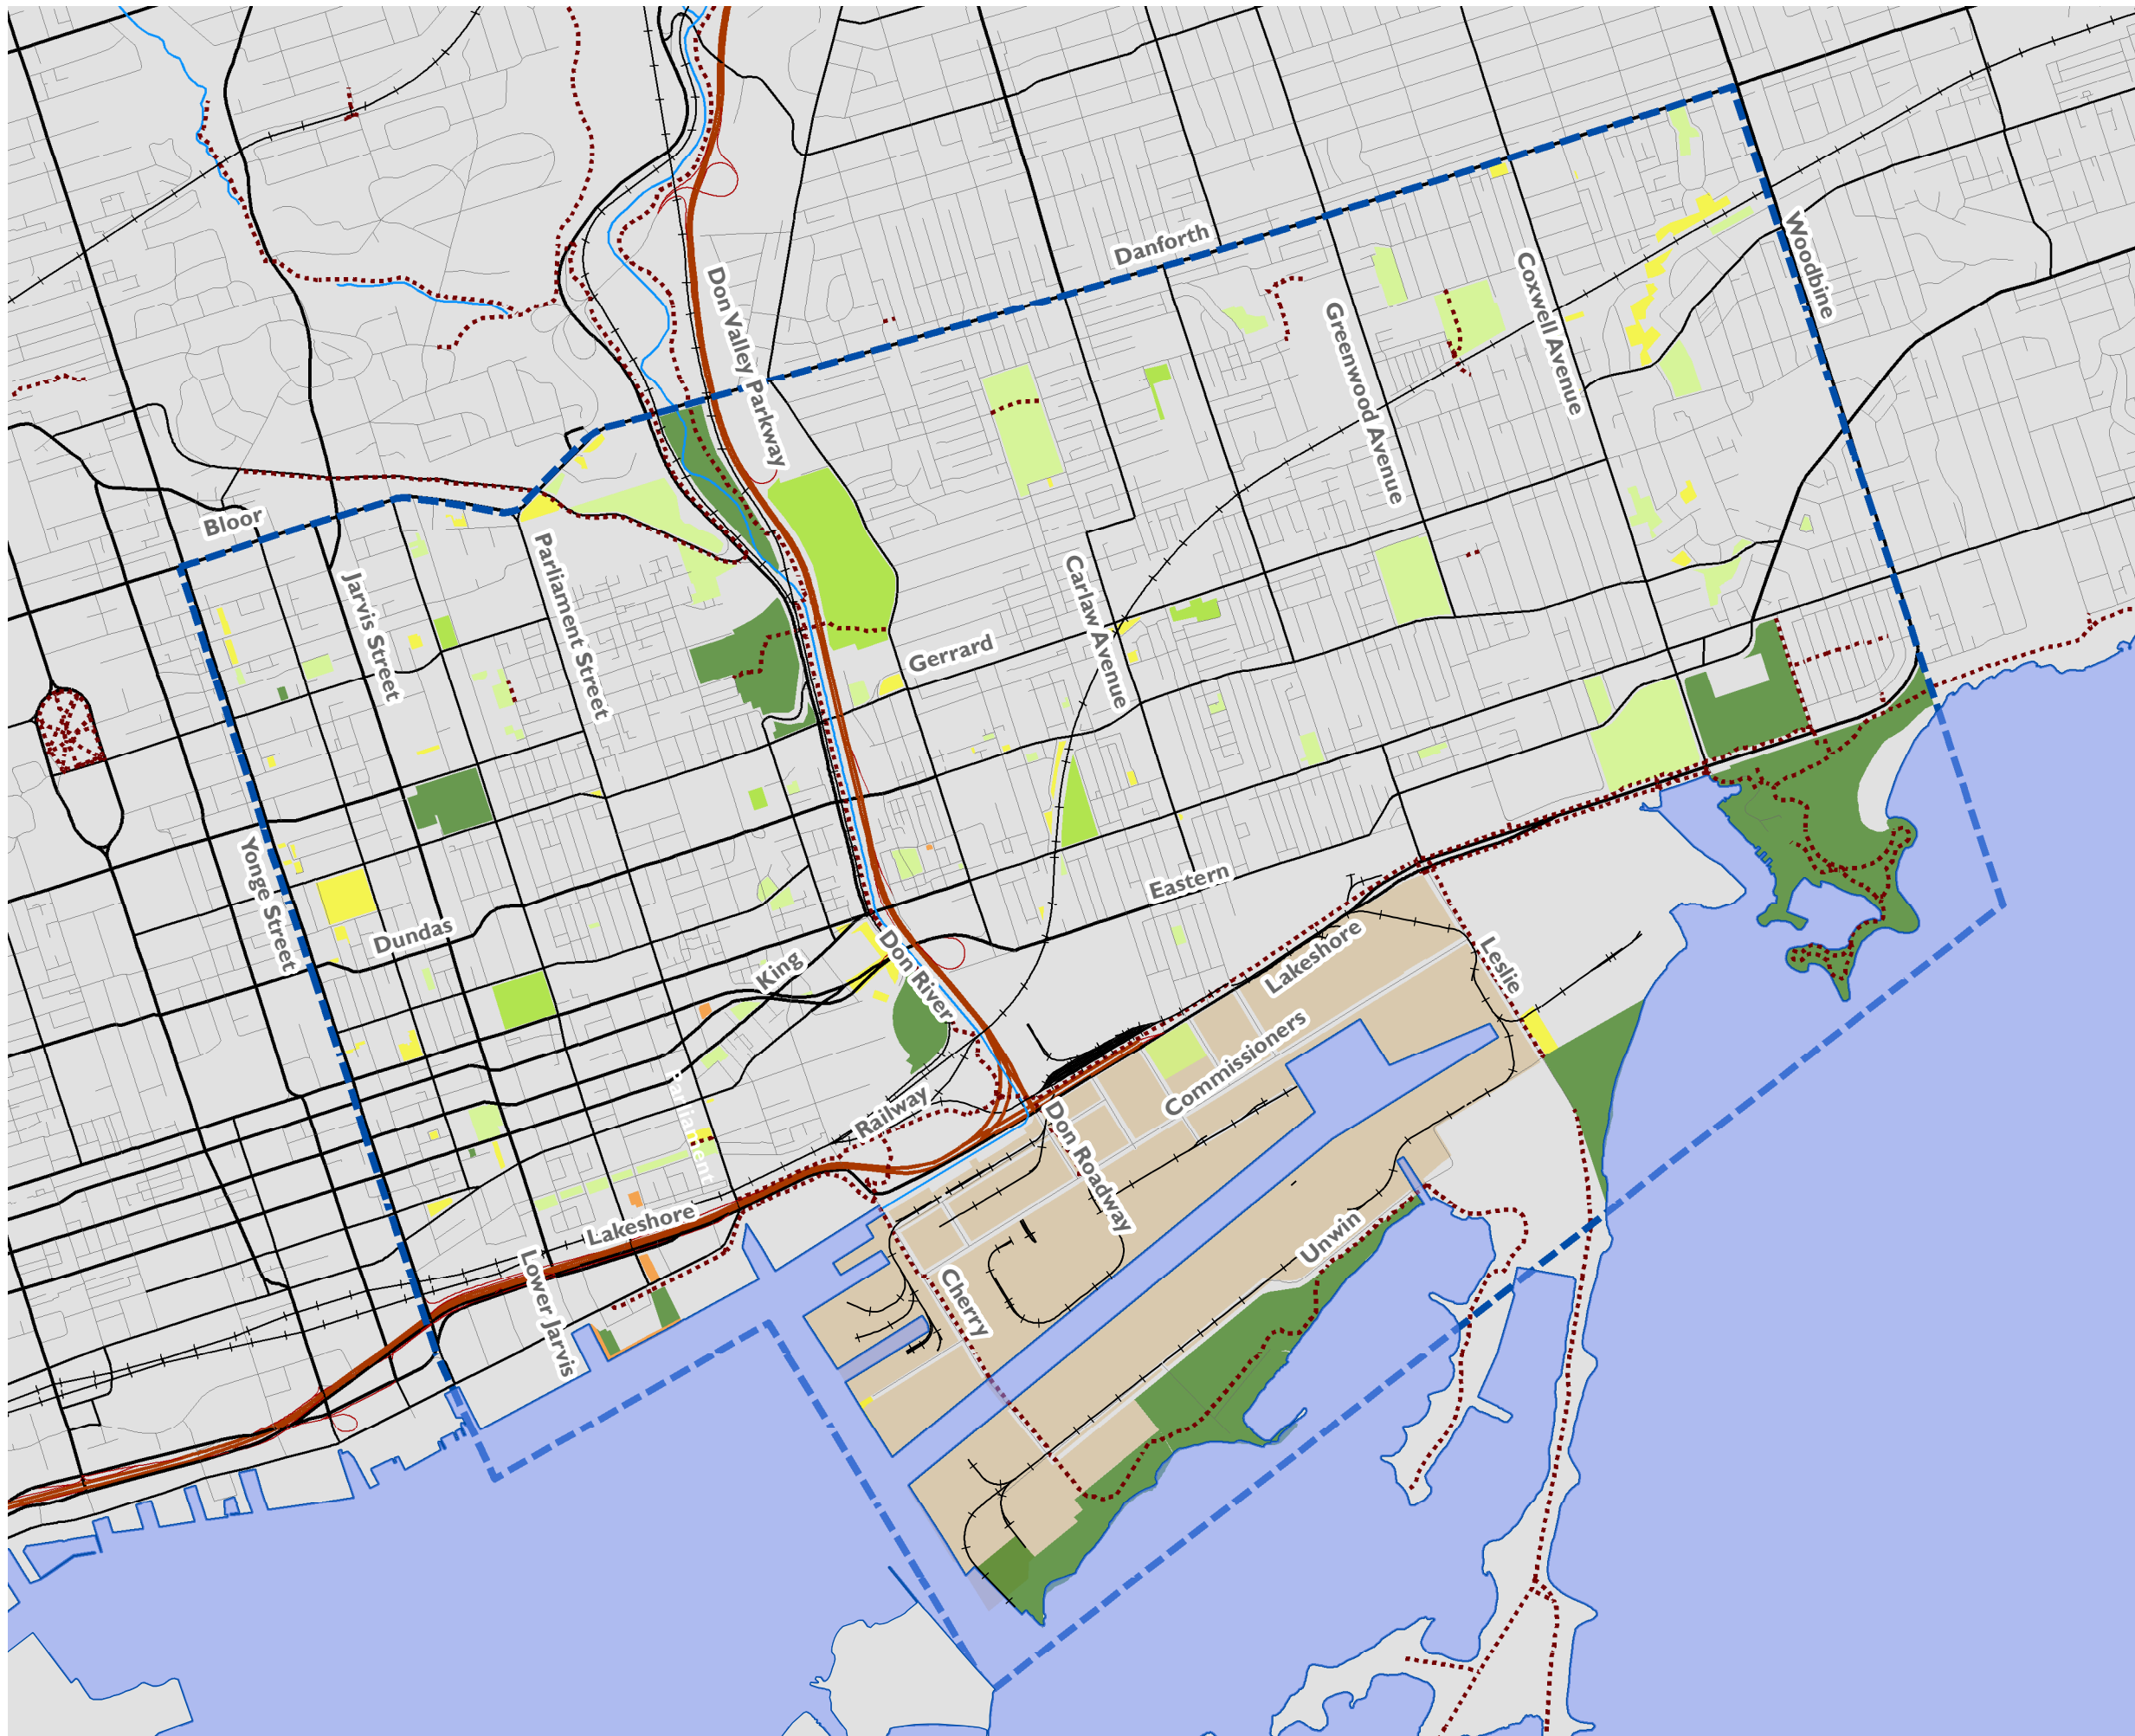 Danforth
Woodbine
Coxwell Avenue
Don Valley Parkway
Greenwood Avenue
Bloor
Parliament Street
Jarvis Street
Carlaw Avenue
Gerrard
Yonge Street
Eastern
Dundas
King
Don River
Lakeshore
Leslie
Commissioners
Parliament
Railway
Don Roadway
Lakeshore
Unwin
Lower Jarvis
Cherry